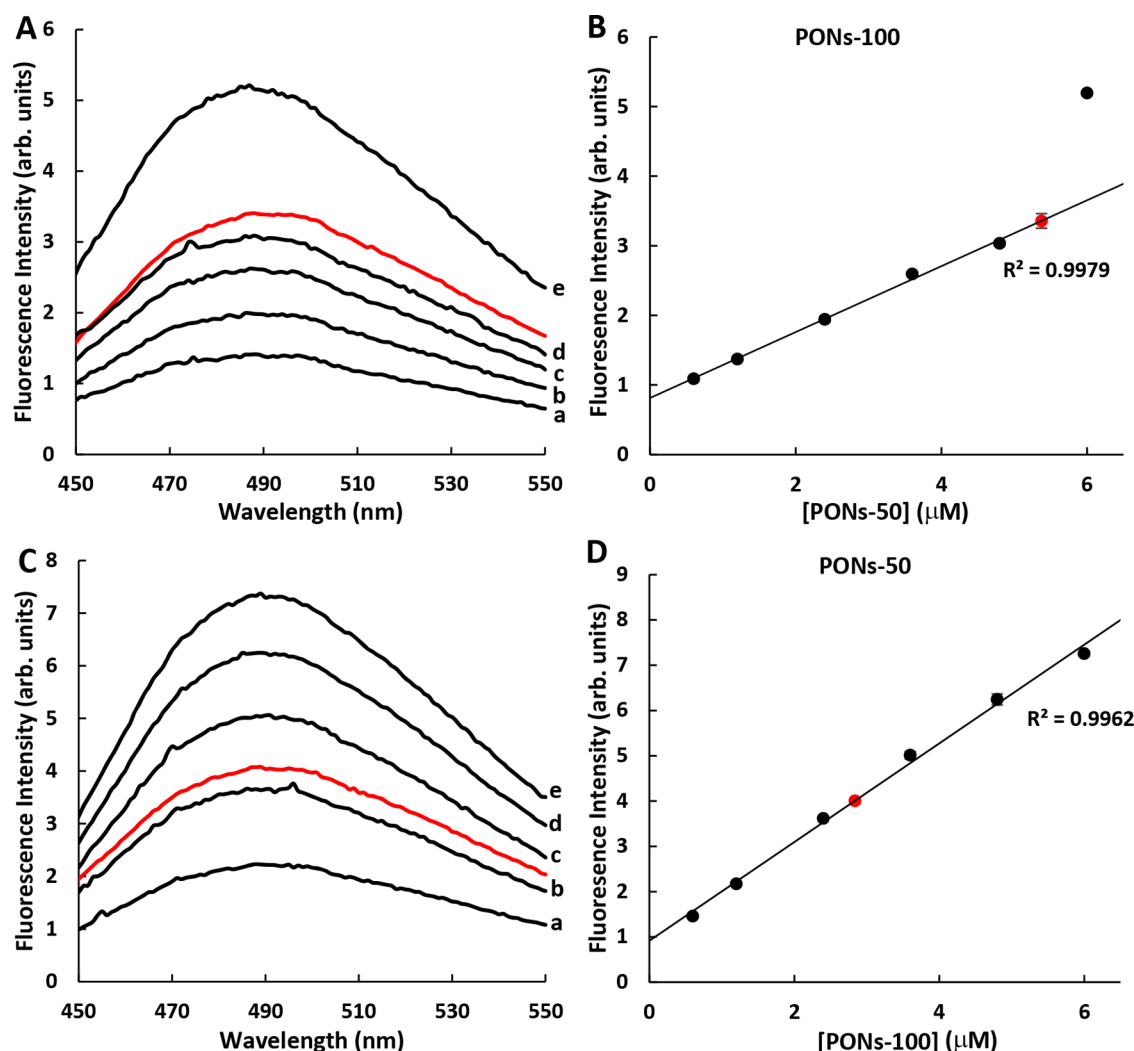 A
Fluorescence Intensity (arb. units)
6
5
4
3
2
1
0
e
d
c
b
a
450 470 490 510 530 550
Wavelength (nm)
B
PONs-100
Fluoresence Intensity (arb. units)
6
5
4
3
2
1
0
R² = 0.9979
0 2 4 6
[PONs-50] (μM)
C
Fluorescence Intensity (arb. units)
8
7
6
5
4
3
2
1
0
e
d
c
b
a
450 470 490 510 530 550
Wavelength (nm)
D
PONs-50
Fluorescence Intensity (arb. units)
9
8
7
6
5
4
3
2
1
0
R² = 0.9962
0 2 4 6
[PONs-100] (μM)